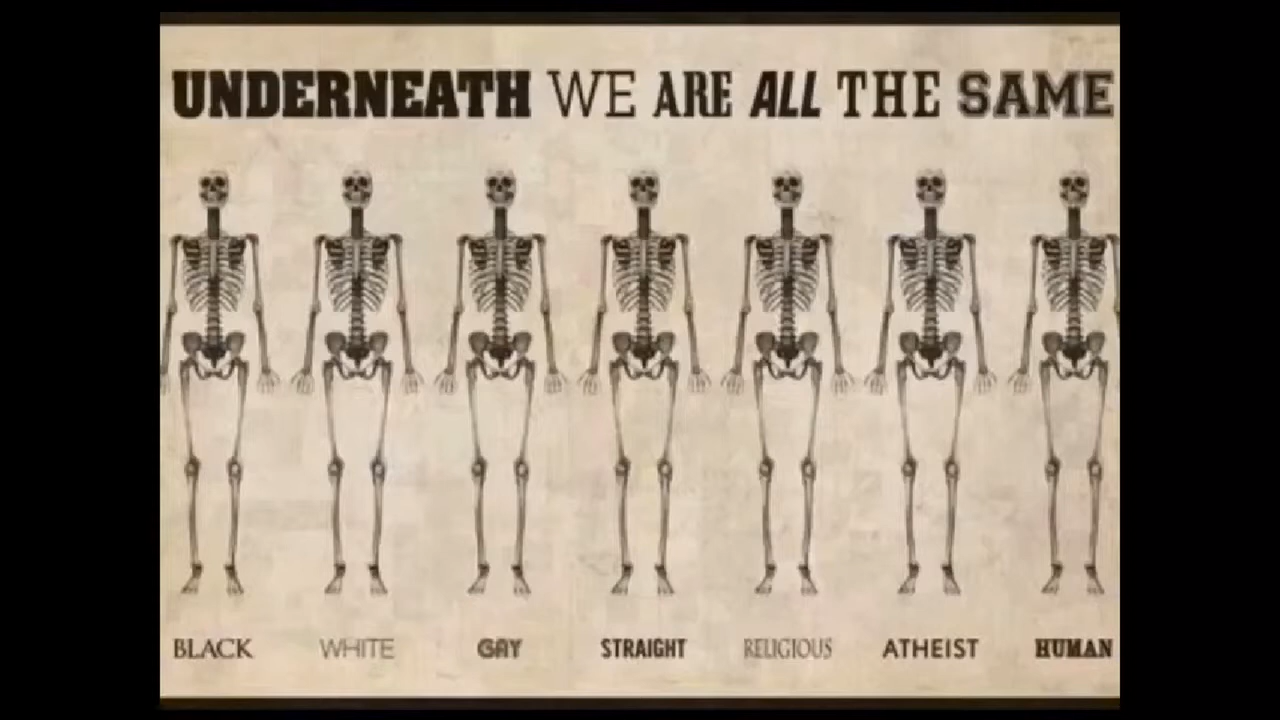 UNDERNEATH WE ARE ALL THE SAME
BLACK WHITE GAY STRAIGHT RELIGIOUS ATHEIST HUMAN